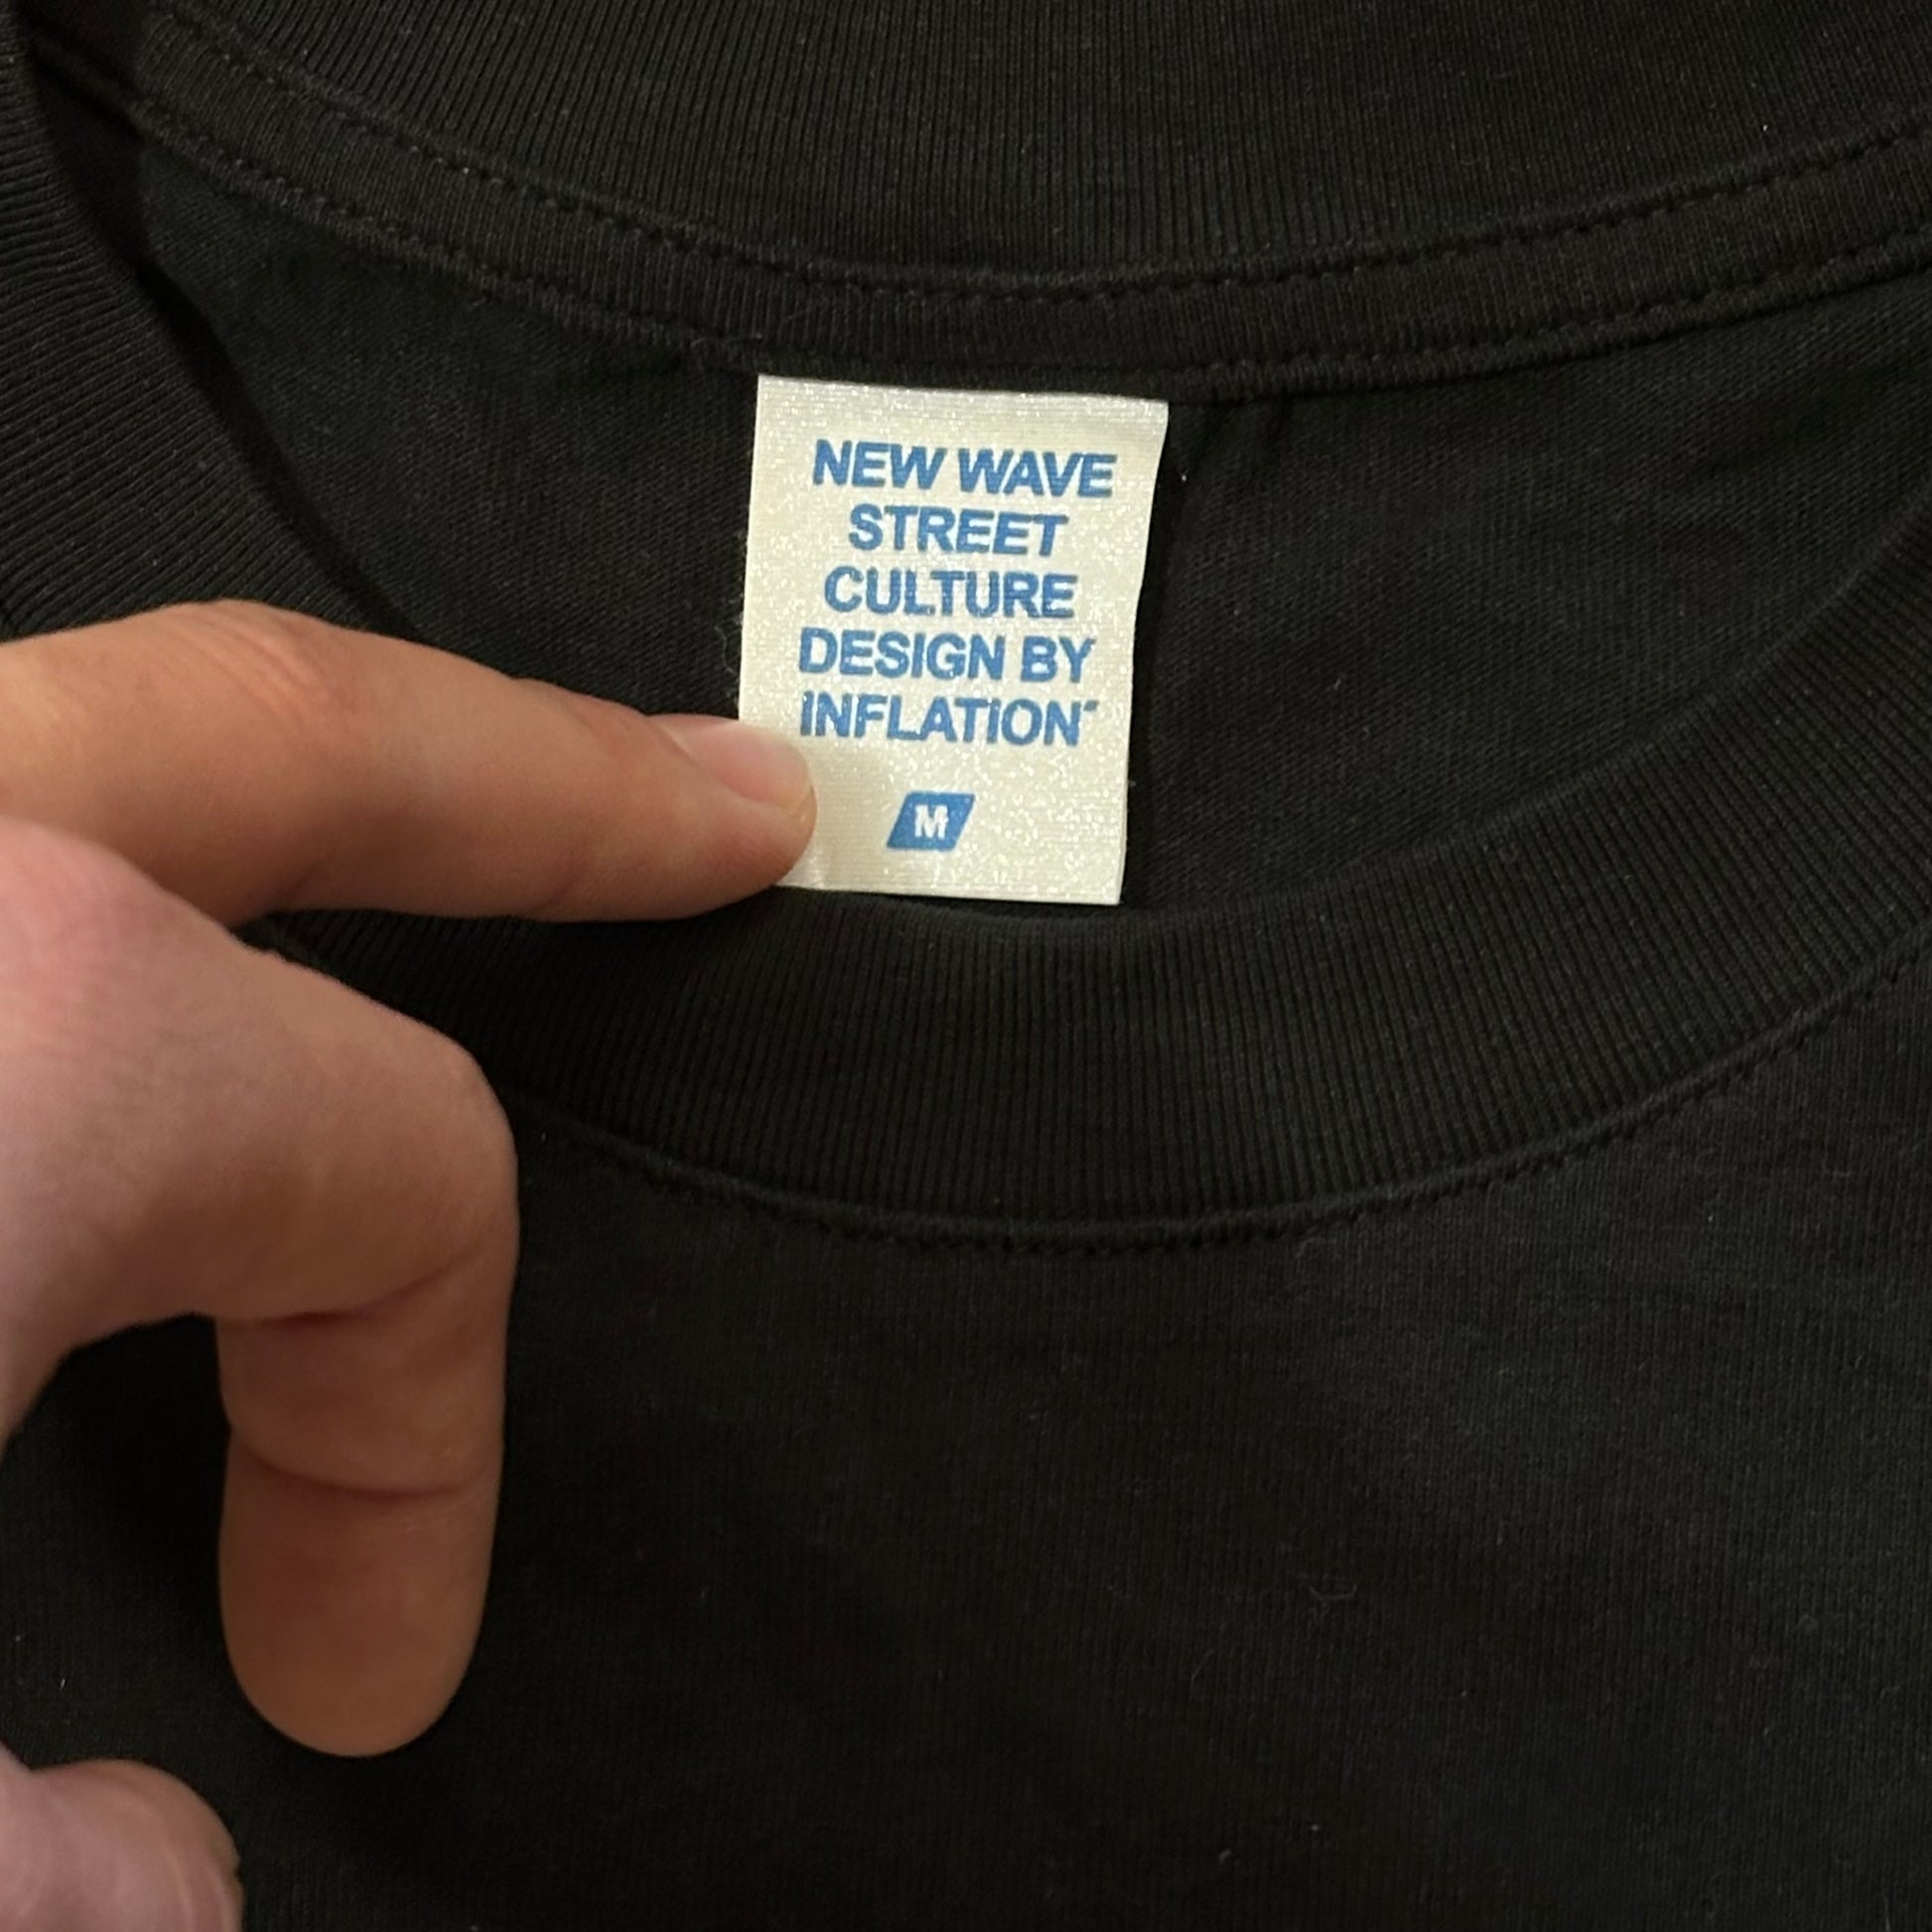 NEW WAVE
STREET
CULTURE
DESIGN BY
INFLATION
M